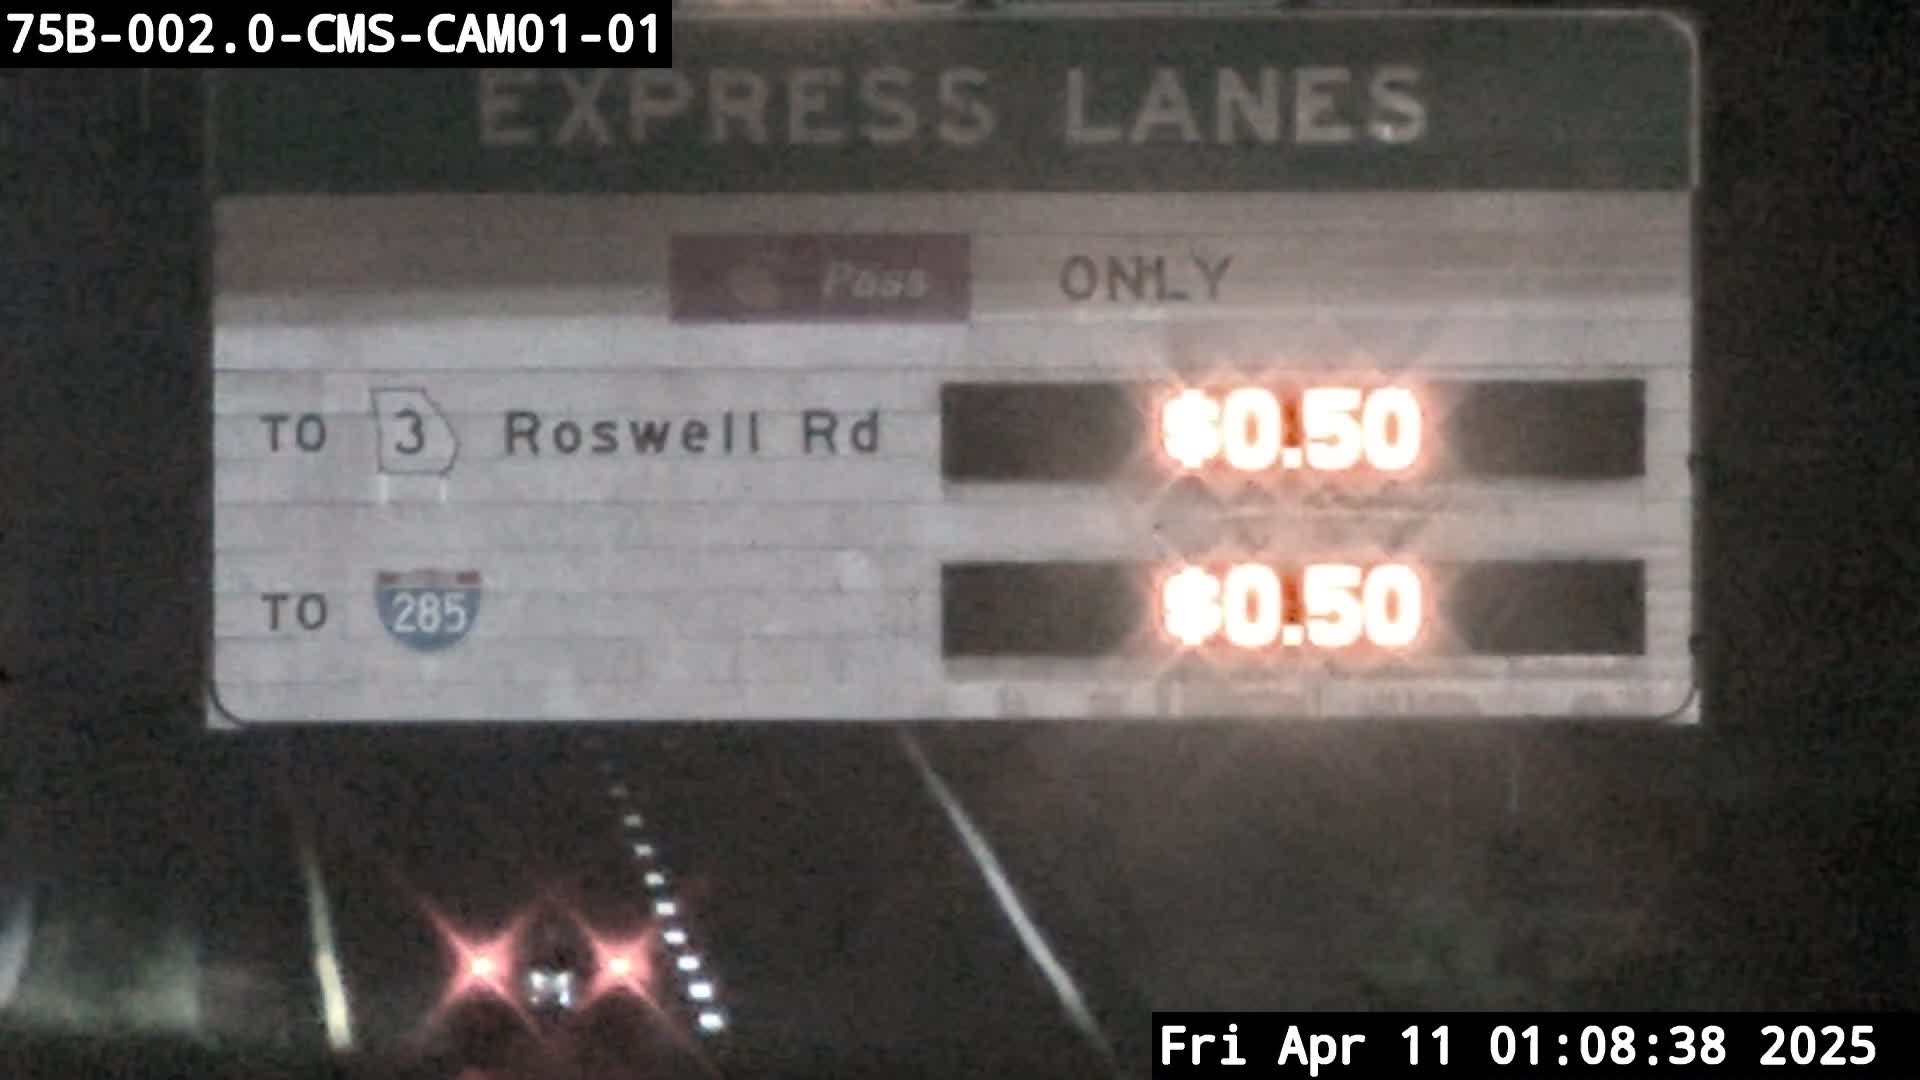 75B-002.0-CMS-CAM01-01
EXPRESS LANES
Pass ONLY
TO 3 Roswell Rd $0.50
TO 285 $0.50
Fri Apr 11 01:08:38 2025